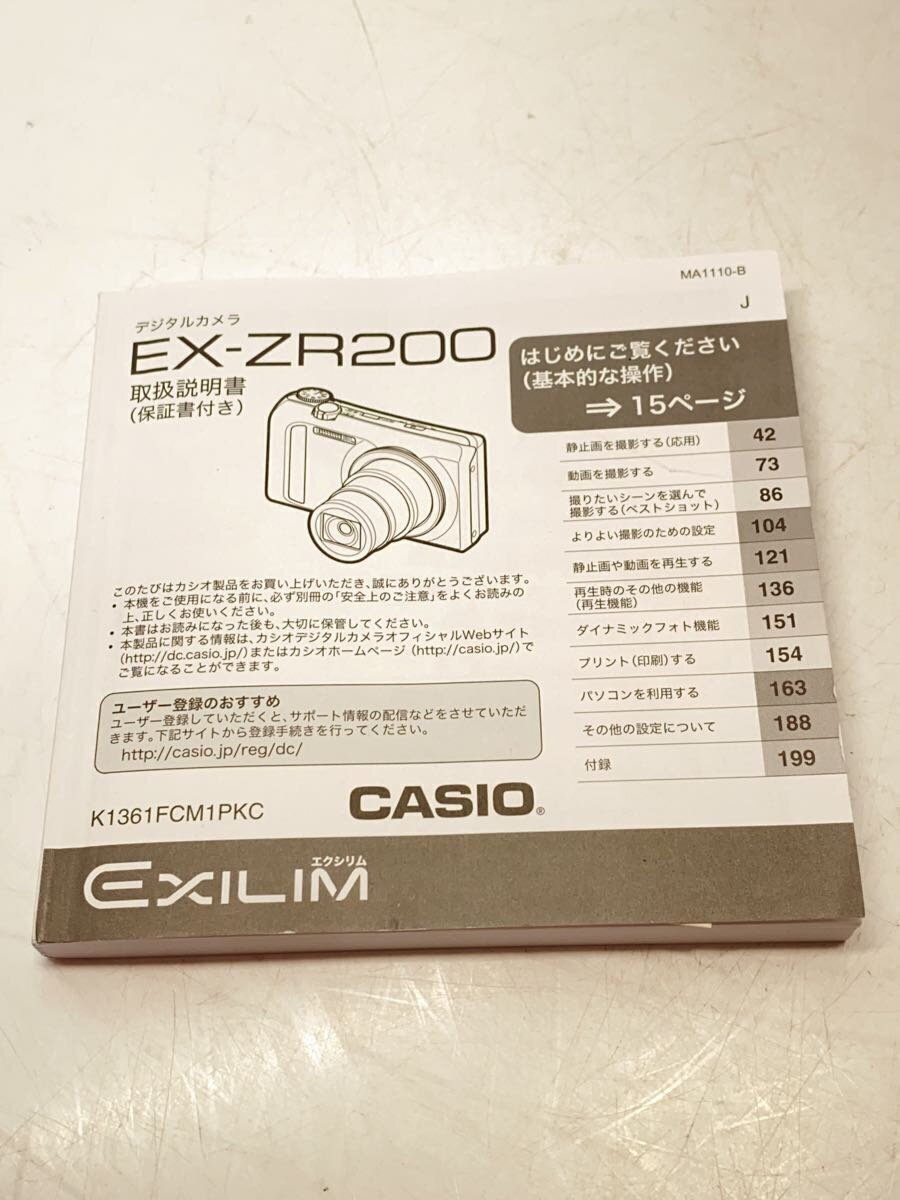 MA1110-B
J
デジタルカメラ
EX-ZR200
取扱説明書
(保証書付き)
はじめにご覧ください
(基本的な操作)
⇒ 15ページ
静止画を撮影する(応用) 42
動画を撮影する 73
撮りたいシーンを選んで
撮影する(ベストショット) 86
よりよい撮影のための設定 104
静止画や動画を再生する 121
再生時のその他の機能
(再生機能) 136
ダイナミックフォト機能 151
プリント(印刷)する 154
パソコンを利用する 163
その他の設定について 188
付録 199
このたびはカシオ製品をお買い上げいただき、誠にありがとうございます。
• 本機をご使用になる前に、必ず別冊の「安全上のご注意」をよくお読みの
上、正しくお使いください。
• 本書はお読みになった後も、大切に保管してください。
• 本製品に関する情報は、カシオデジタルカメラオフィシャルWebサイト
(http://dc.casio.jp/)またはカシオホームページ(http://casio.jp/)で
ご覧になることができます。
ユーザー登録のおすすめ
ユーザー登録していただくと、サポート情報の配信などをさせていただ
きます。下記サイトから登録手続きを行ってください。
http://casio.jp/reg/dc/
K1361FCM1PKC
CASIO®
エクシリム
EXILIM